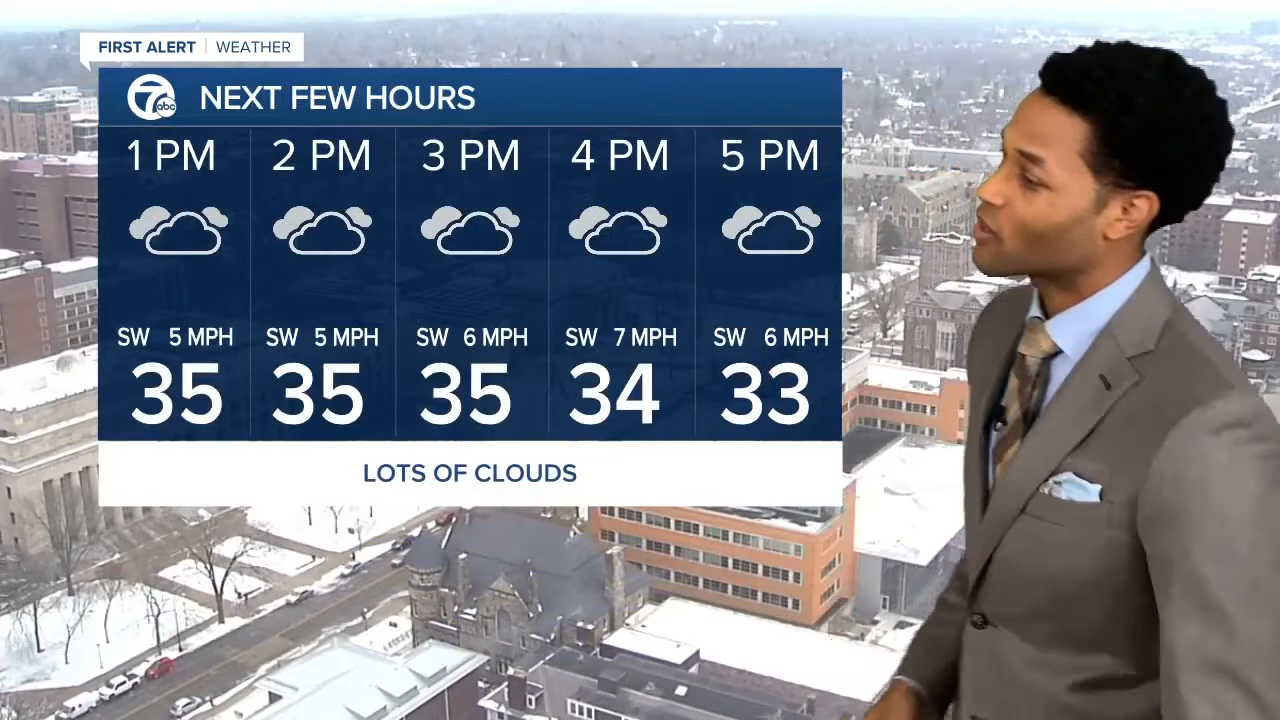 FIRST ALERT | WEATHER
7 abc NEXT FEW HOURS
1 PM 2 PM 3 PM 4 PM 5 PM
SW 5 MPH SW 5 MPH SW 6 MPH SW 7 MPH SW 6 MPH
35 35 35 34 33
LOTS OF CLOUDS